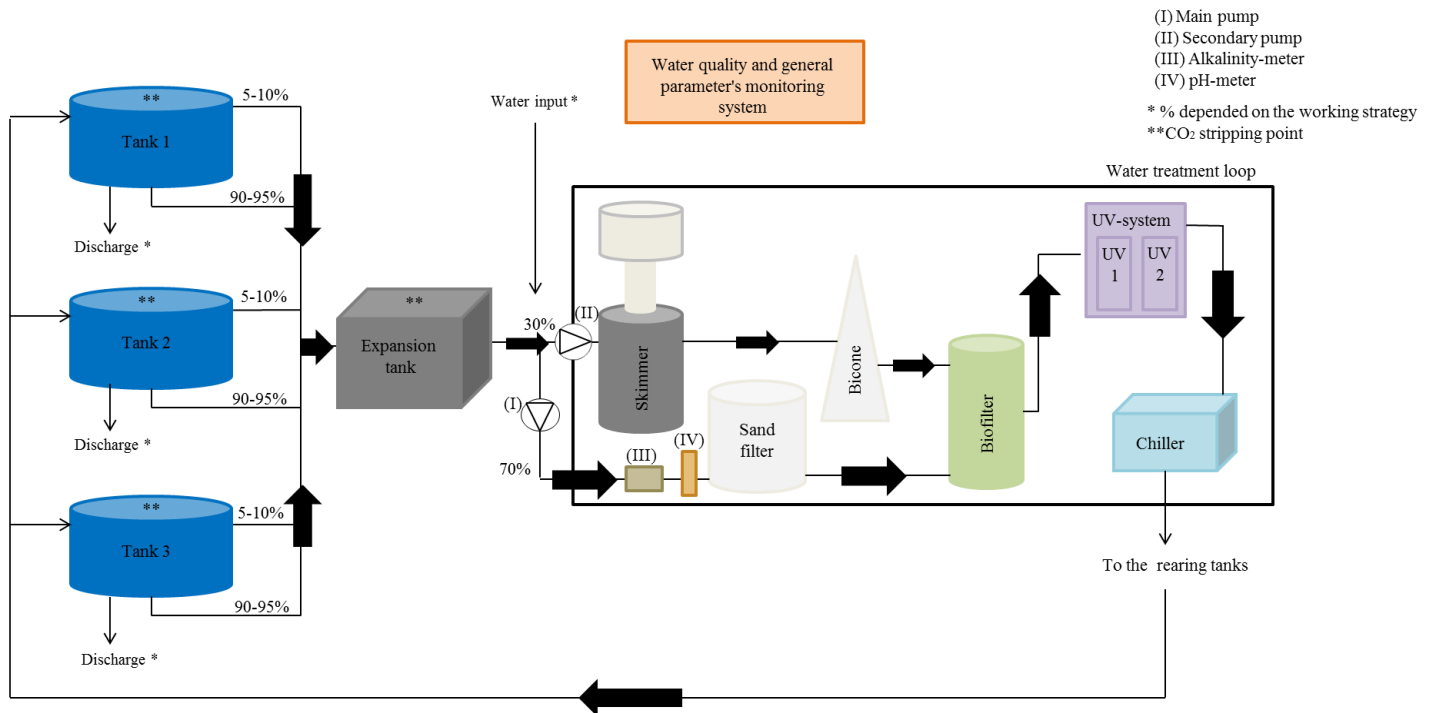 (I) Main pump
(II) Secondary pump
(III) Alkalinity-meter
(IV) pH-meter
* % depended on the working strategy
**CO₂ stripping point
Water quality and general
parameter's monitoring
system
Water input *
Water treatment loop
**
Tank 1
5-10%
90-95%
Discharge *
**
Tank 2
5-10%
90-95%
Discharge *
**
Tank 3
5-10%
90-95%
Discharge *
**
Expansion
tank
30%
(II)
(I)
70%
Skimmer
(III)
(IV)
Sand
filter
Bicone
Biofilter
UV-system
UV
1
UV
2
Chiller
To the rearing tanks